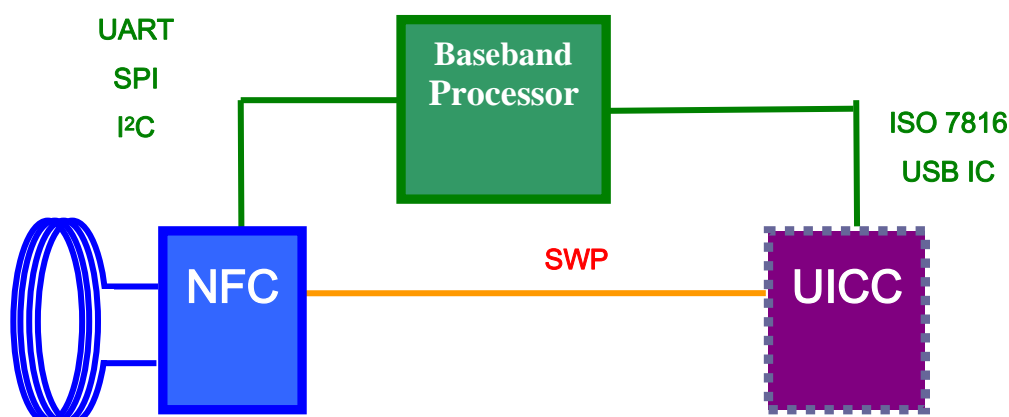 UART
SPI
I²C
Baseband
Processor
ISO 7816
USB IC
SWP
NFC
UICC